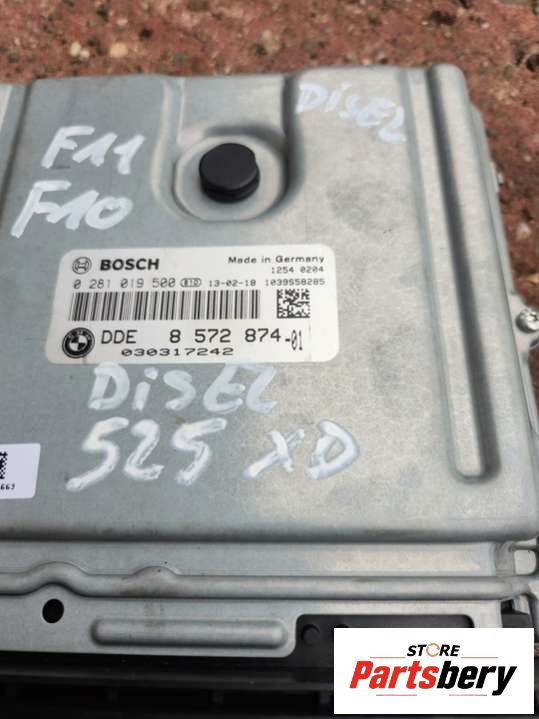 DiSEL
F11
F10
BOSCH
Made in Germany
1254 0204
0 281 019 500 13-02-18 1039S58285
DDE 8 572 874-01
030317242
DiSEL
525 XD
STORE
Partsbery